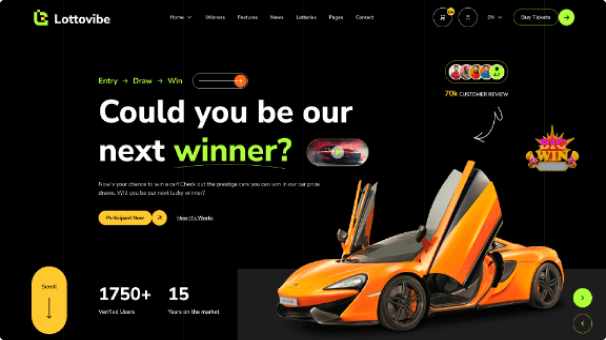 Lottovibe
Home Winners Features News Lotteries Pages Contact
EN
Buy Tickets
Entry → Draw → Win
Could you be our
next winner?
70k CUSTOMER REVIEW
BIG
WIN
Now's your chance to win a car! Check out the prestige cars you can win in our car prize
draws. Will you be our next lucky winner?
Participant Now
How It's Works
Scroll
1750+
Verified Users
15
Years on the market